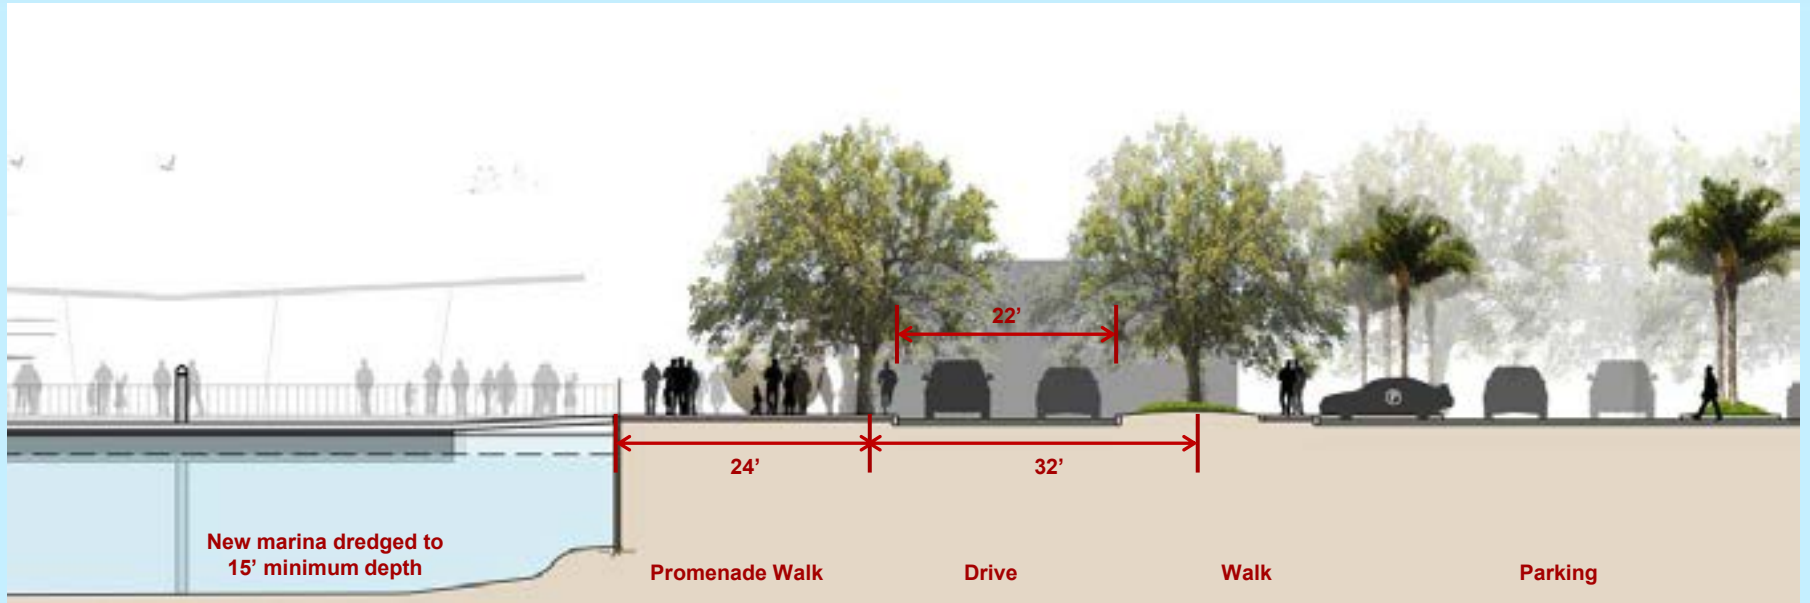 22’
24’
32’
New marina dredged to
15’ minimum depth
Promenade Walk
Drive
Walk
Parking
P